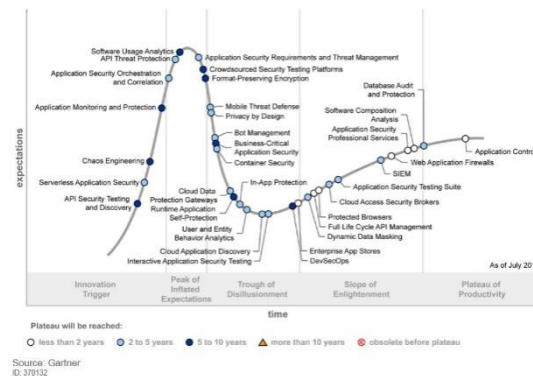 Software Usage Analytics
API Threat Protection
Application Security Requirements and Threat Management
Crowdsourced Security Testing Platforms
Format-Preserving Encryption
Application Security Orchestration
and Correlation
Database Audit
and Protection
Application Monitoring and Protection
Mobile Threat Defense
Privacy by Design
Software Composition
Analysis
Bot Management
Business-Critical
Application Security
Container Security
Application Security
Professional Services
Application Control
Chaos Engineering
Web Application Firewalls
SIEM
Serverless Application Security
Cloud Data
Protection Gateways
In-App Protection
Application Security Testing Suite
API Security Testing
and Discovery
Runtime Application
Self-Protection
Cloud Access Security Brokers
Protected Browsers
Full Life Cycle API Management
Dynamic Data Masking
User and Entity
Behavior Analytics
Cloud Application Discovery
Interactive Application Security Testing
Enterprise App Stores
DevSecOps
expectations
As of July 201
Innovation
Trigger
Peak of
Inflated
Expectations
Trough of
Disillusionment
Slope of
Enlightenment
Plateau of
Productivity
time
Plateau will be reached:
less than 2 years
2 to 5 years
5 to 10 years
more than 10 years
obsolete before plateau
Source: Gartner
ID: 370132